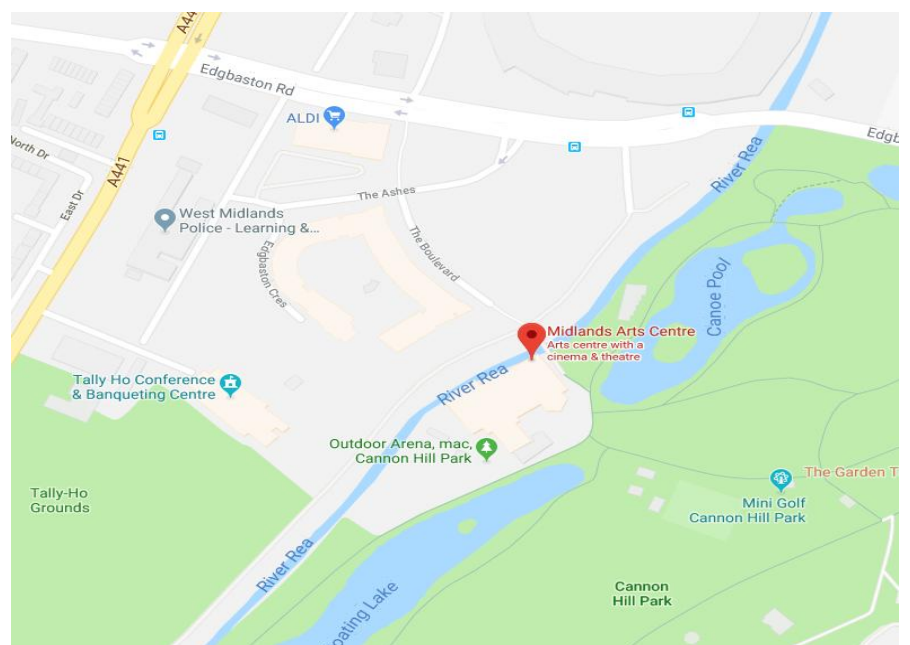 A44
Edgbaston Rd
ALDI
North Dr
East Dr
A441
The Ashes
West Midlands
Police - Learning &...
Edgbaston Cres
The Boulevard
River Rea
Edgb
Canoe Pool
Midlands Arts Centre
Arts centre with a
cinema & theatre
River Rea
Tally Ho Conference
& Banqueting Centre
Outdoor Arena, mac,
Cannon Hill Park
The Garden T
Mini Golf
Cannon Hill Park
Tally-Ho
Grounds
River Rea
oating Lake
Cannon
Hill Park